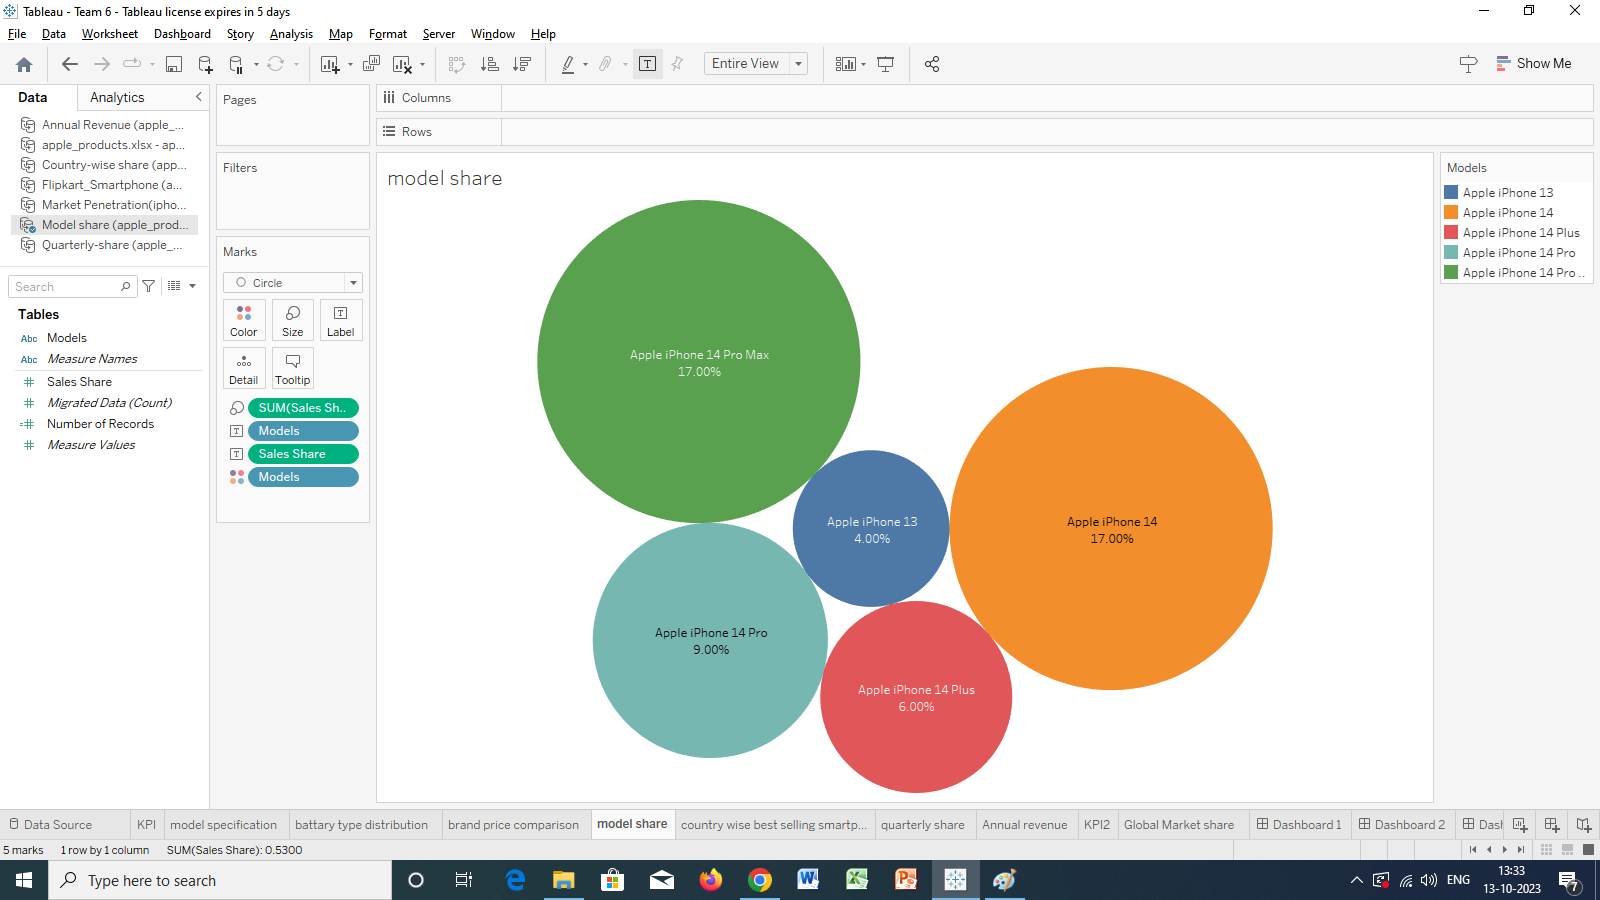 Tableau - Team 6 - Tableau license expires in 5 days
File Data Worksheet Dashboard Story Analysis Map Format Server Window Help
Entire View
Show Me
Data Analytics
Annual Revenue (apple_...
apple_products.xlsx - ap...
Country-wise share (app...
Flipkart_Smartphone (a...
Market Penetration(ipho...
Model share (apple_prod...
Quarterly-share (apple_...
Search
Tables
Abc Models
Abc Measure Names
Sales Share
Migrated Data (Count)
Number of Records
Measure Values
Pages
Filters
Marks
Circle
Color Size Label
Detail Tooltip
SUM(Sales Sh..
Models
Sales Share
Models
Columns
Rows
model share
Apple iPhone 14 Pro Max
17.00%
Apple iPhone 13
4.00%
Apple iPhone 14
17.00%
Apple iPhone 14 Pro
9.00%
Apple iPhone 14 Plus
6.00%
Models
Apple iPhone 13
Apple iPhone 14
Apple iPhone 14 Plus
Apple iPhone 14 Pro
Apple iPhone 14 Pro ..
Data Source KPI model specification battary type distribution brand price comparison model share country wise best selling smartp... quarterly share Annual revenue KPI2 Global Market share Dashboard 1 Dashboard 2 Dash
5 marks 1 row by 1 column SUM(Sales Share): 0.5300
Type here to search
ENG
13:33
13-10-2023
7